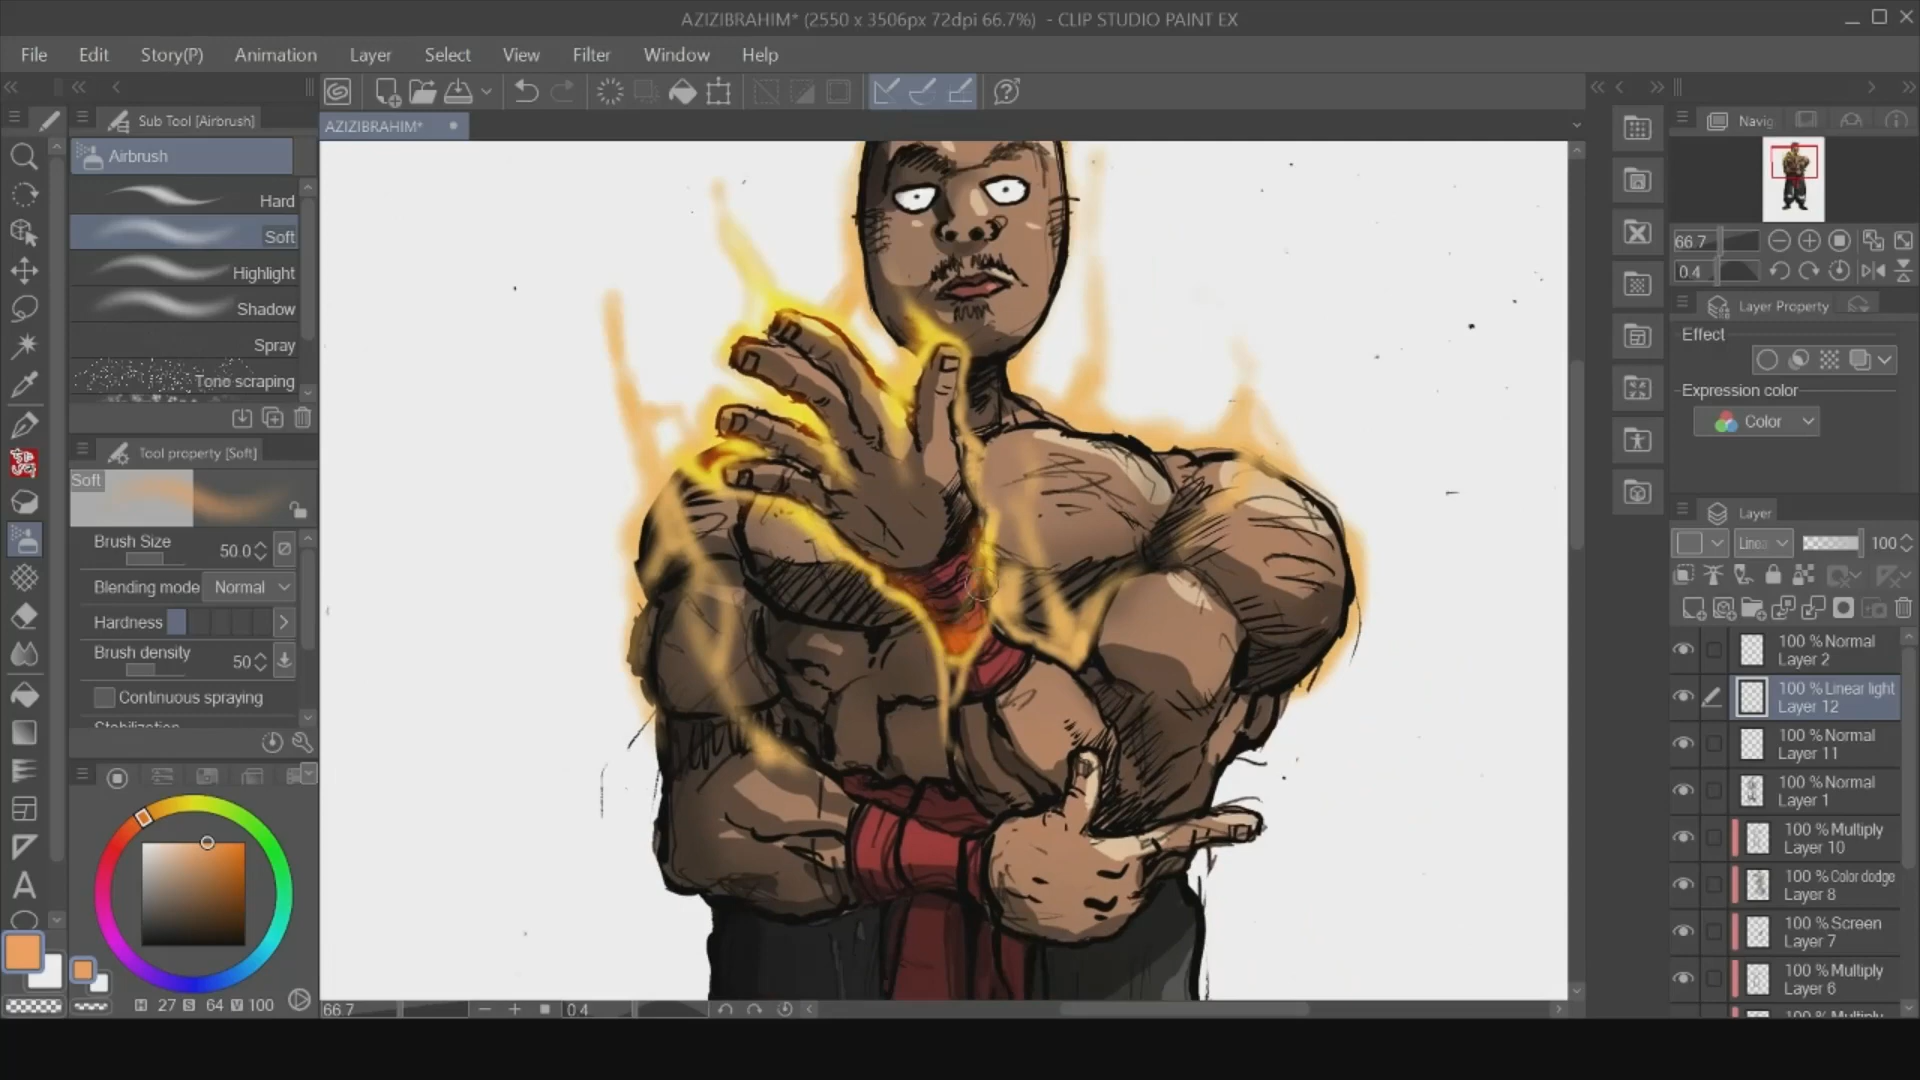 AZIZIBRAHIM* (2550 x 3506px 72dpi 66.7%) - CLIP STUDIO PAINT EX
File Edit Story(P) Animation Layer Select View Filter Window Help
Sub Tool [Airbrush]
Airbrush
Hard
Soft
Highlight
Shadow
Spray
Tone scraping
Tool property [Soft]
Soft
Brush Size 50.0
Blending mode Normal
Hardness
Brush density 50
Continuous spraying
Stabilization
H 27 S 64 V 100
AZIZIBRAHIM*
66.7
0.4
Navig
66.7
0.4
Layer Property
Effect
Expression color
Color
Layer
Linea 100
100 % Normal
Layer 2
100 % Linear light
Layer 12
100 % Normal
Layer 11
100 % Normal
Layer 1
100 % Multiply
Layer 10
100 % Color dodge
Layer 8
100 % Screen
Layer 7
100 % Multiply
Layer 6
100 % Multiply